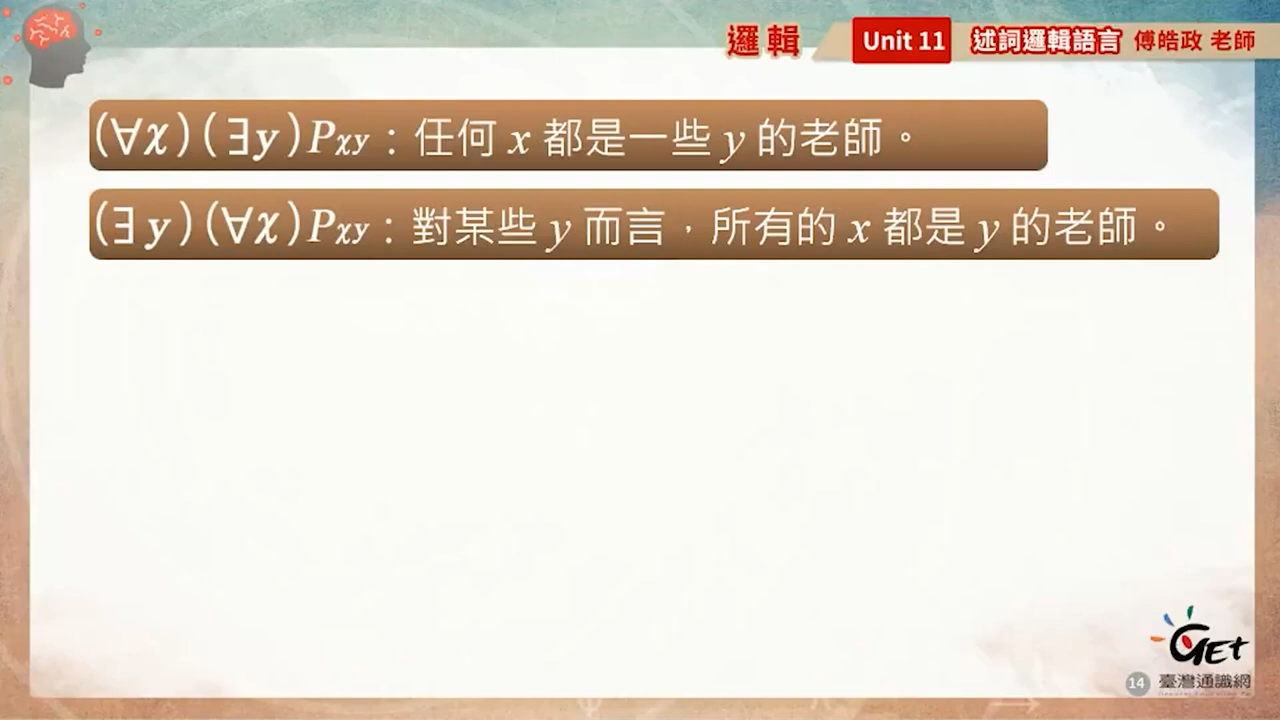 邏輯 Unit 11 述詞邏輯語言 傅皓政 老師
(∀x)(∃y)Pxy：任何 x 都是一些 y 的老師。
(∃y)(∀x)Pxy：對某些 y 而言，所有的 x 都是 y 的老師。
GET
14 臺灣通識網